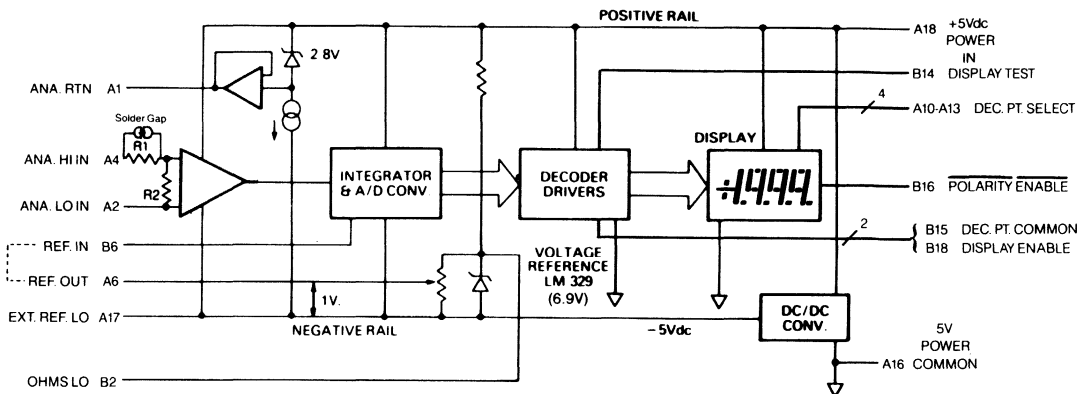 POSITIVE RAIL
A18 +5Vdc
POWER
IN
2 8V
ANA. RTN A1
B14 DISPLAY TEST
4
A10-A13 DEC. PT. SELECT
Solder Gap
R1
DISPLAY
ANA. HI IN A4
INTEGRATOR
& A/D CONV.
DECODER
DRIVERS
+1.9.9.9
B16 POLARITY ENABLE
R2
ANA. LO IN A2
2
B15 DEC. PT. COMMON
B18 DISPLAY ENABLE
REF. IN B6
VOLTAGE
REFERENCE
LM 329
(6.9V)
REF. OUT A6
1V.
EXT. REF. LO A17
NEGATIVE RAIL
-5Vdc
DC/DC
CONV.
5V
POWER
A16 COMMON
OHMS LO B2